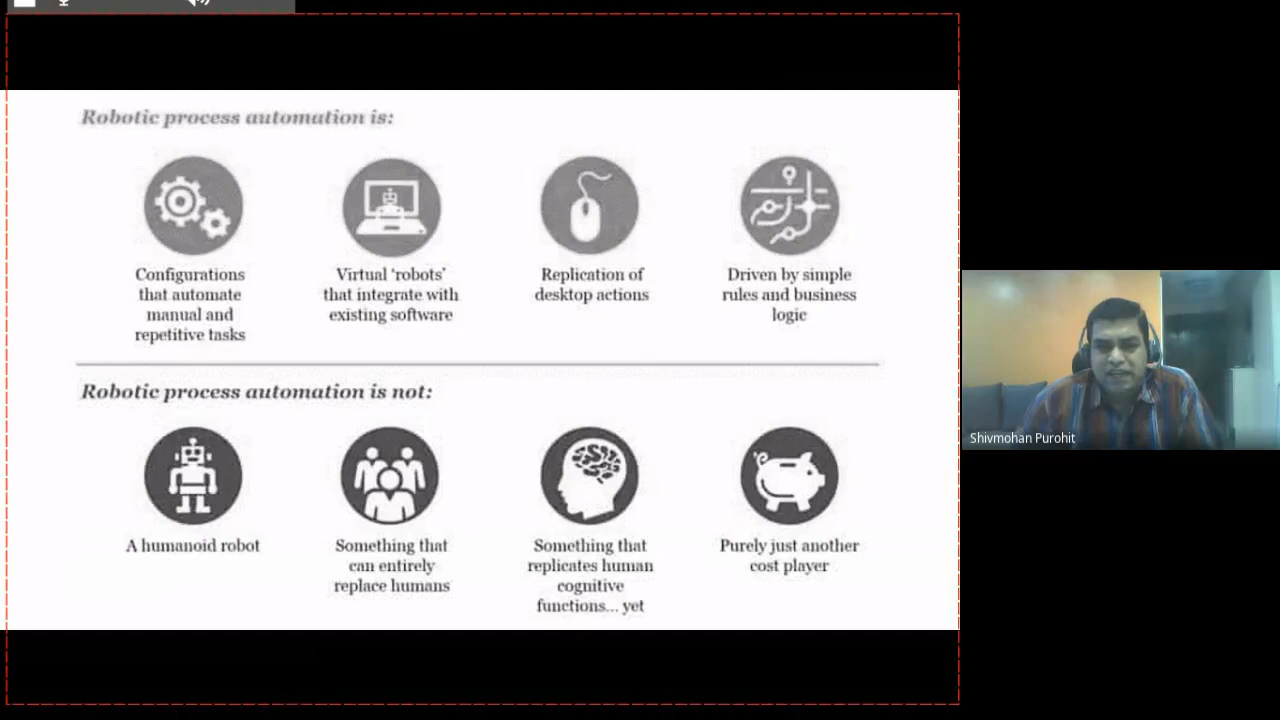 Robotic process automation is:
Configurations
that automate
manual and
repetitive tasks
Virtual ‘robots’
that integrate with
existing software
Replication of
desktop actions
Driven by simple
rules and business
logic
Robotic process automation is not:
A humanoid robot
Something that
can entirely
replace humans
Something that
replicates human
cognitive
functions... yet
Purely just another
cost player
Shivmohan Purohit